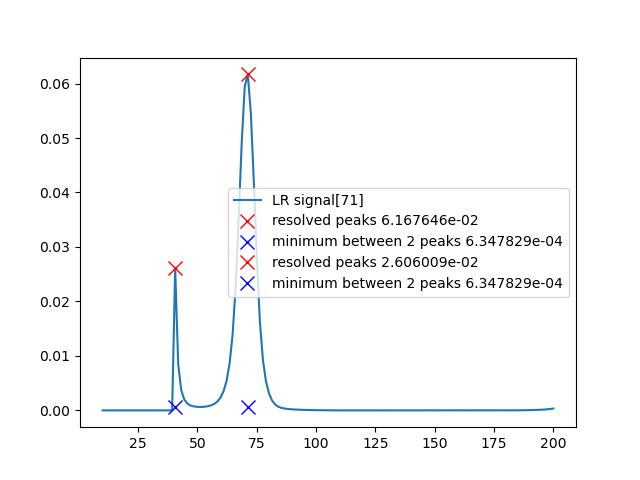 0.06
0.05
0.04
0.03
0.02
0.01
0.00
LR signal[71]
resolved peaks 6.167646e-02
minimum between 2 peaks 6.347829e-04
resolved peaks 2.606009e-02
minimum between 2 peaks 6.347829e-04
25 50 75 100 125 150 175 200